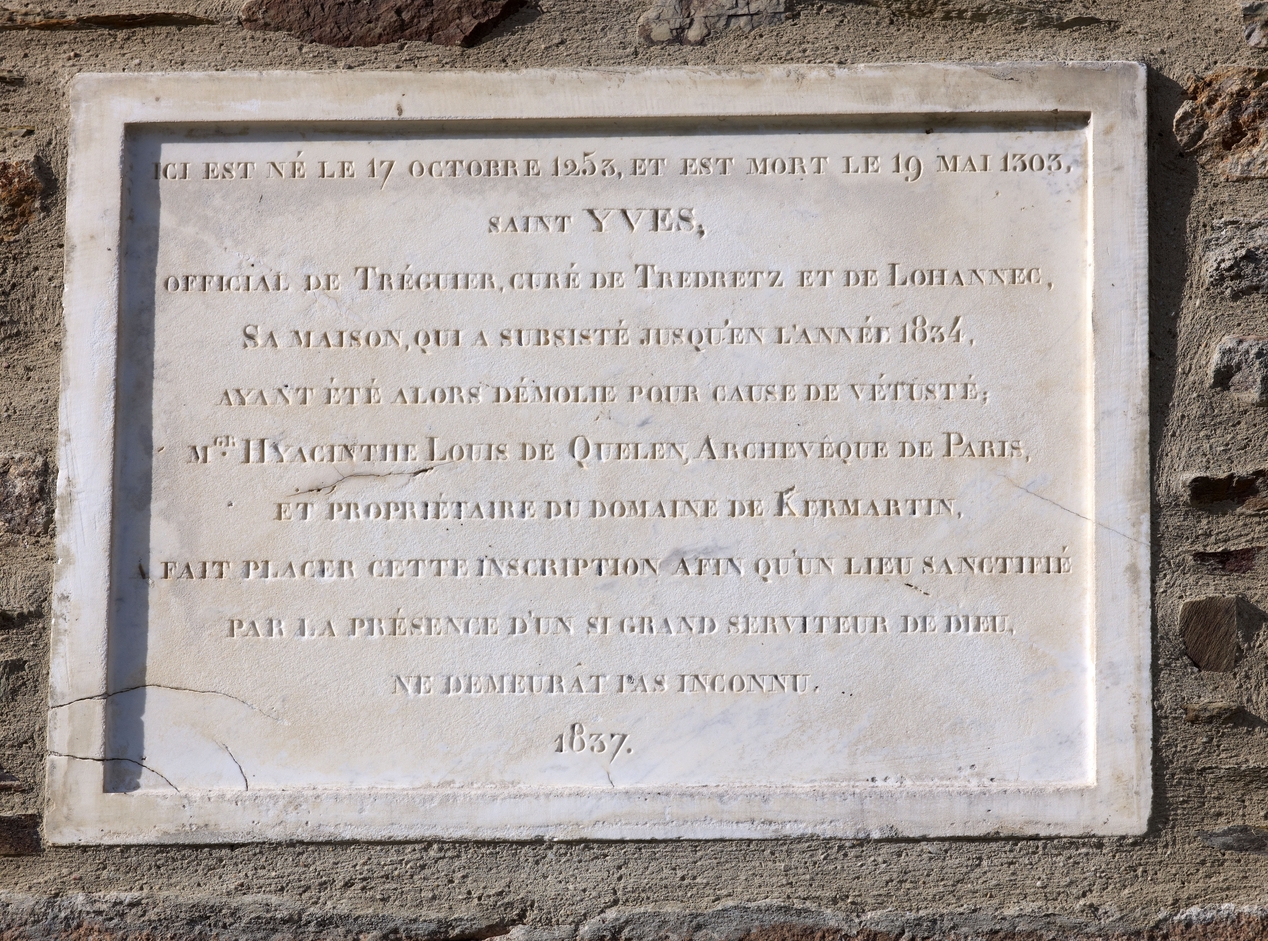 ICI EST NÉ LE 17 OCTOBRE 1253, ET EST MORT LE 19 MAI 1303,
SAINT YVES,
OFFICIAL DE TRÉGUIER, CURÉ DE TREDRETZ ET DE LOHANNEC,
SA MAISON, QUI A SUBSISTÉ JUSQU'EN L'ANNÉE 1834,
AYANT ÉTÉ ALORS DÉMOLIE POUR CAUSE DE VÉTUSTÉ;
MGR HYACINTHE LOUIS DE QUELEN, ARCHEVÊQUE DE PARIS,
ET PROPRIÉTAIRE DU DOMAINE DE KERMARTIN,
A FAIT PLACER CETTE INSCRIPTION AFIN QU'UN LIEU SANCTIFIÉ
PAR LA PRÉSENCE D'UN SI GRAND SERVITEUR DE DIEU,
NE DEMEURÂT PAS INCONNU.
1837.